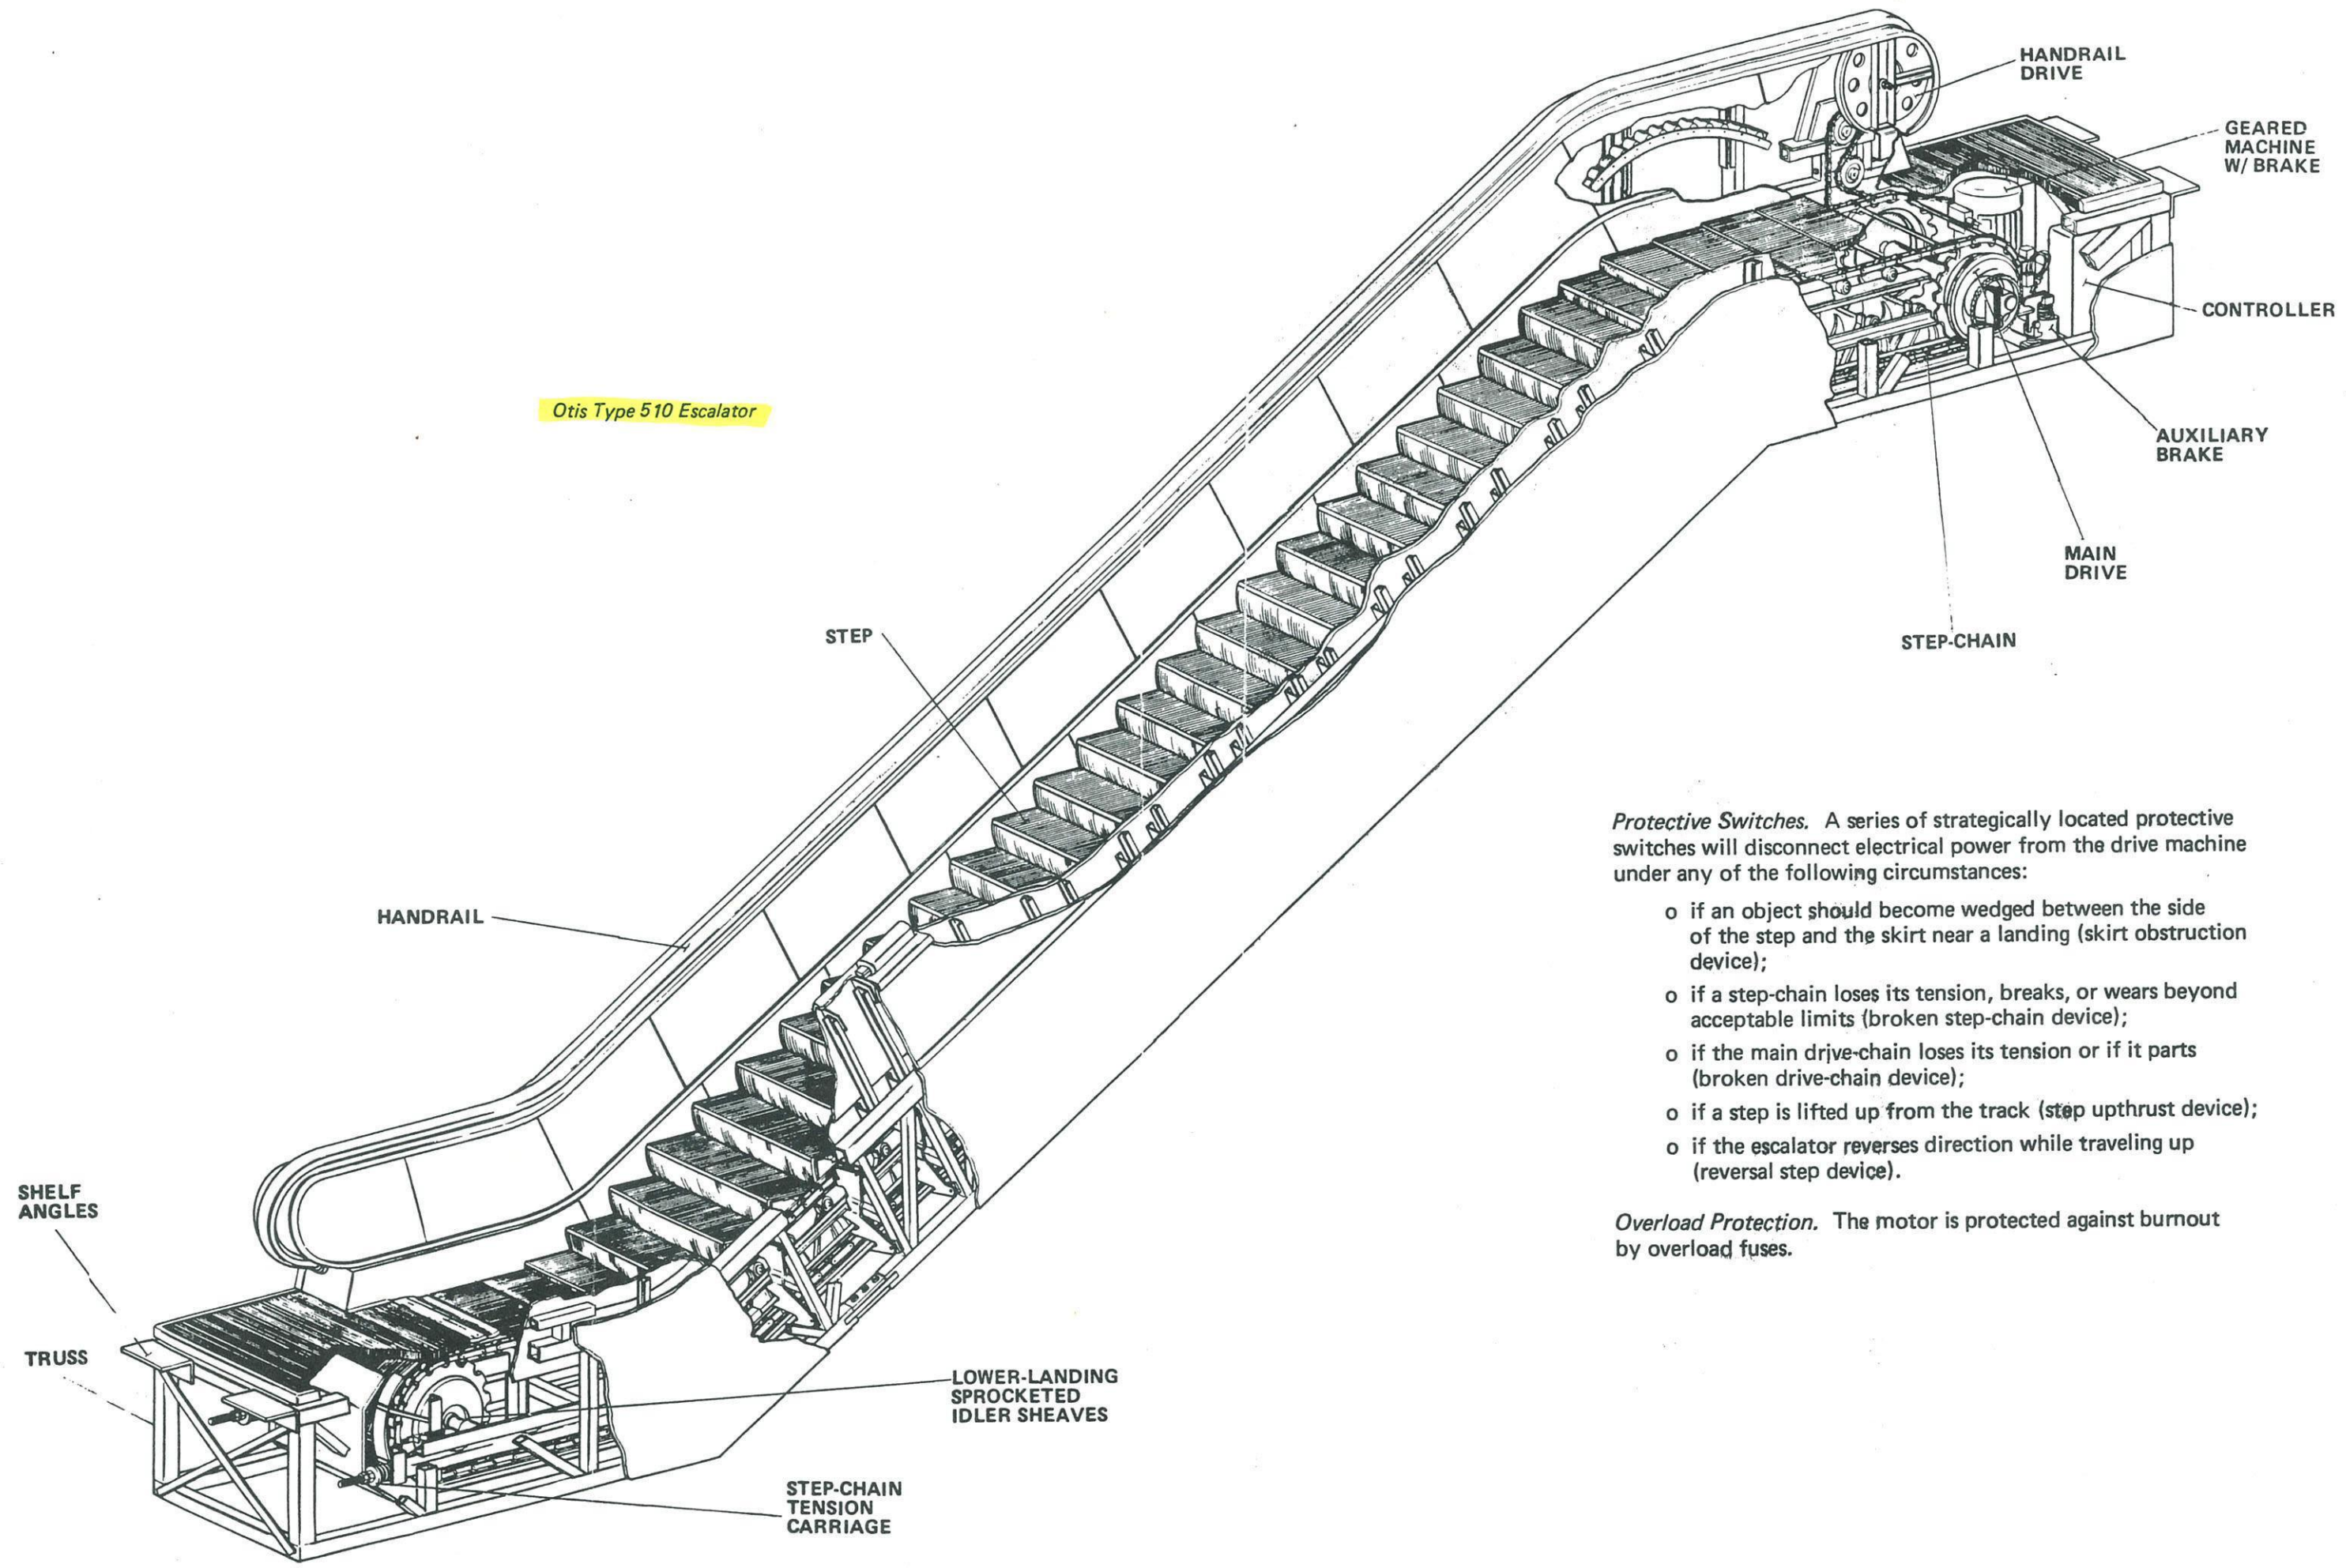 HANDRAIL
DRIVE
GEARED
MACHINE
W/ BRAKE
CONTROLLER
Otis Type 510 Escalator
AUXILIARY
BRAKE
MAIN
DRIVE
STEP-CHAIN
STEP
HANDRAIL
Protective Switches. A series of strategically located protective
switches will disconnect electrical power from the drive machine
under any of the following circumstances:
o if an object should become wedged between the side
of the step and the skirt near a landing (skirt obstruction
device);
o if a step-chain loses its tension, breaks, or wears beyond
acceptable limits (broken step-chain device);
o if the main drive-chain loses its tension or if it parts
(broken drive-chain device);
o if a step is lifted up from the track (step upthrust device);
o if the escalator reverses direction while traveling up
(reversal step device).
Overload Protection. The motor is protected against burnout
by overload fuses.
SHELF
ANGLES
TRUSS
LOWER-LANDING
SPROCKETED
IDLER SHEAVES
STEP-CHAIN
TENSION
CARRIAGE